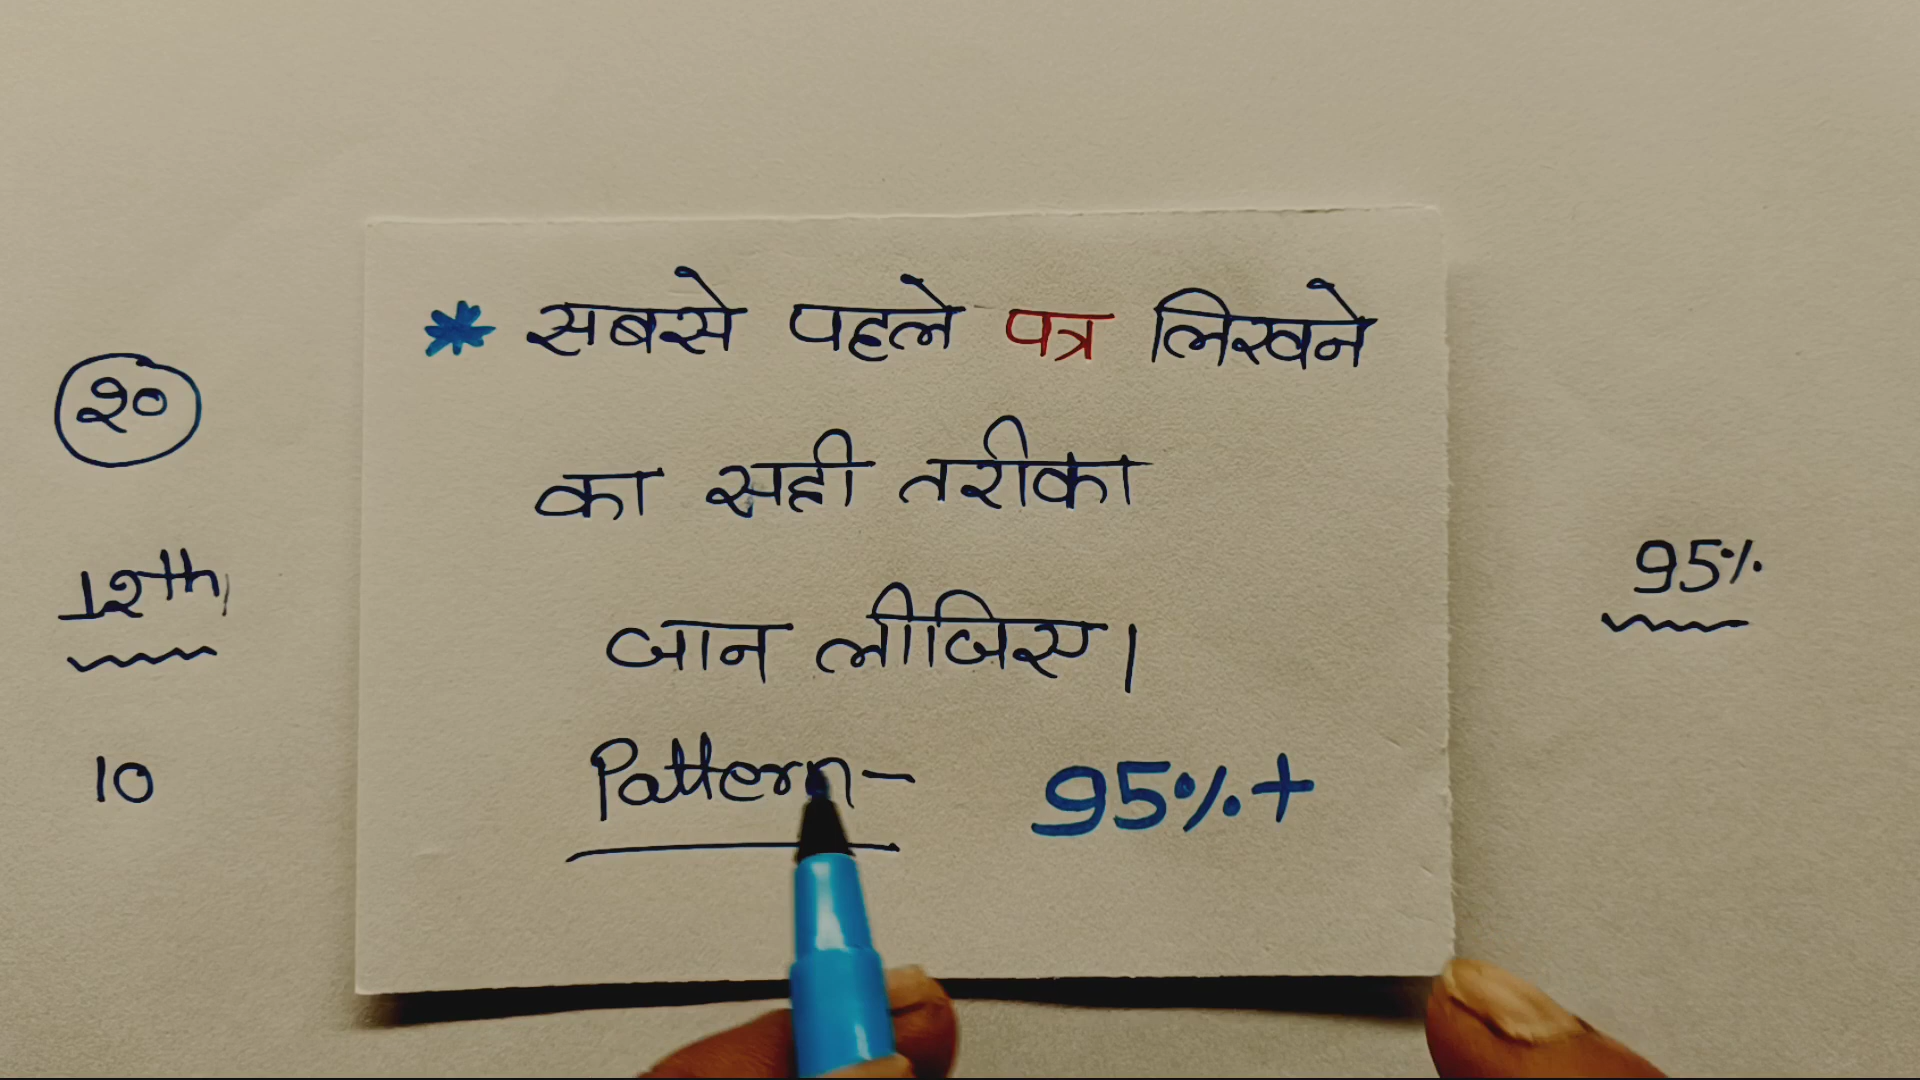 * सबसे पहले पत्र लिखने
का सही तरीका
जान लीजिए।
Pattern- 95%+
२०
12th
10
95%